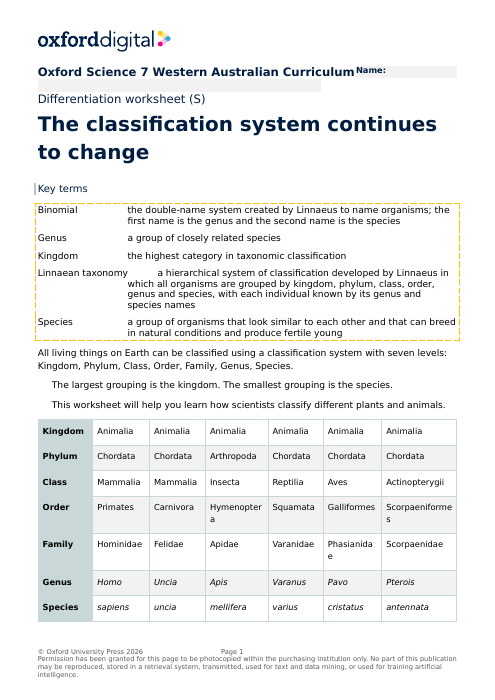 oxforddigital
Oxford Science 7 Western Australian Curriculum Name:
Differentiation worksheet (S)
The classification system continues
to change
Key terms
Binomial the double-name system created by Linnaeus to name organisms; the
first name is the genus and the second name is the species
Genus a group of closely related species
Kingdom the highest category in taxonomic classification
Linnaean taxonomy a hierarchical system of classification developed by Linnaeus in
which all organisms are grouped by kingdom, phylum, class, order,
genus and species, with each individual known by its genus and
species names
Species a group of organisms that look similar to each other and that can breed
in natural conditions and produce fertile young
All living things on Earth can be classified using a classification system with seven levels:
Kingdom, Phylum, Class, Order, Family, Genus, Species.
The largest grouping is the kingdom. The smallest grouping is the species.
This worksheet will help you learn how scientists classify different plants and animals.
Kingdom Animalia Animalia Animalia Animalia Animalia Animalia
Phylum Chordata Chordata Arthropoda Chordata Chordata Chordata
Class Mammalia Mammalia Insecta Reptilia Aves Actinopterygii
Order Primates Carnivora Hymenopter Squamata Galliformes Scorpaeniforme
a s
Family Hominidae Felidae Apidae Varanidae Phasianida Scorpaenidae
e
Genus Homo Uncia Apis Varanus Pavo Pterois
Species sapiens uncia mellifera varius cristatus antennata
© Oxford University Press 2026 Page 1
Permission has been granted for this page to be photocopied within the purchasing institution only. No part of this publication
may be reproduced, stored in a retrieval system, transmitted, used for text and data mining, or used for training artificial
intelligence.